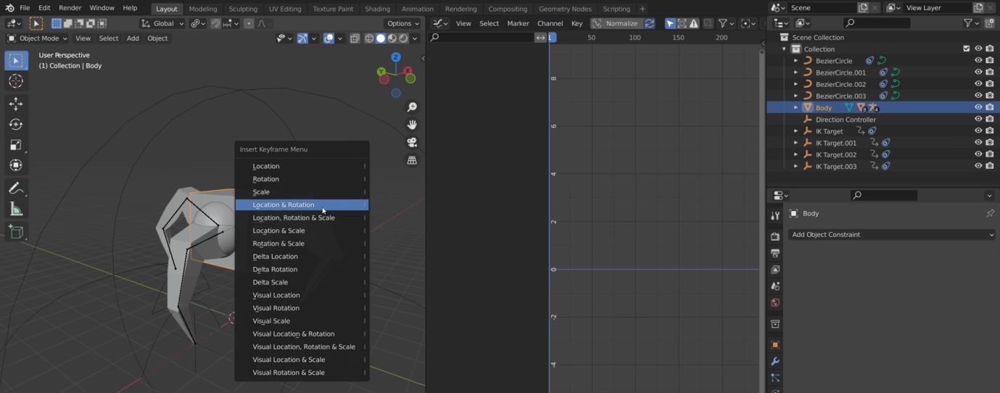 File Edit Render Window Help Layout Modeling Sculpting UV Editing Texture Paint Shading Animation Rendering Compositing Geometry Nodes Scripting + Scene View Layer
Global Options View Select Marker Channel Key Normalize
Object Mode View Select Add Object 1 50 100 150 200 Scene Collection
User Perspective
(1) Collection | Body
Collection
BezierCircle
BezierCircle.001
BezierCircle.002
BezierCircle.003
Body 8 4
Direction Controller
IK Target
IK Target.001
IK Target.002
IK Target.003
Z
Y X
Insert Keyframe Menu
Location
Rotation
Scale
Location & Rotation
Location, Rotation & Scale
Location & Scale
Rotation & Scale
Delta Location
Delta Rotation
Delta Scale
Visual Location
Visual Rotation
Visual Scale
Visual Location & Rotation
Visual Location, Rotation & Scale
Visual Location & Scale
Visual Rotation & Scale
8
6
4
2
0
-2
-4
Body
Add Object Constraint